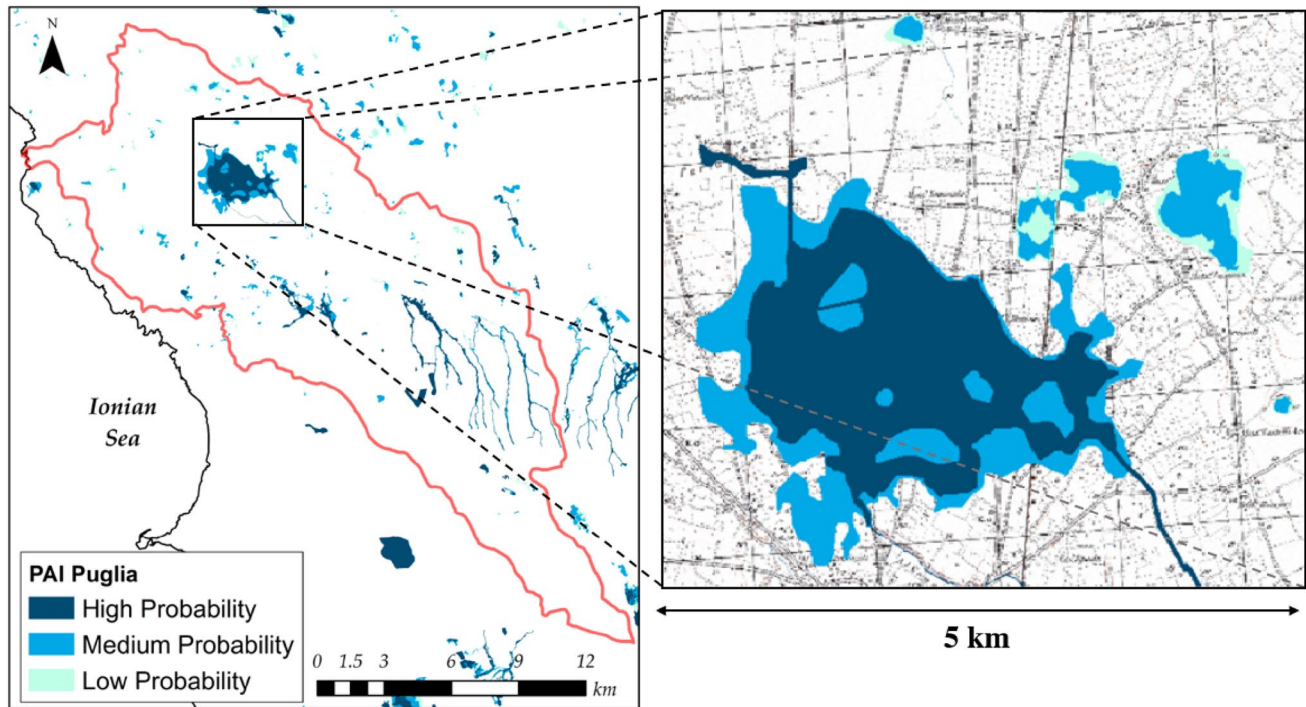 N
Ionian
Sea
PAI Puglia
High Probability
Medium Probability
Low Probability
0 1.5 3 6 9 12
km
5 km